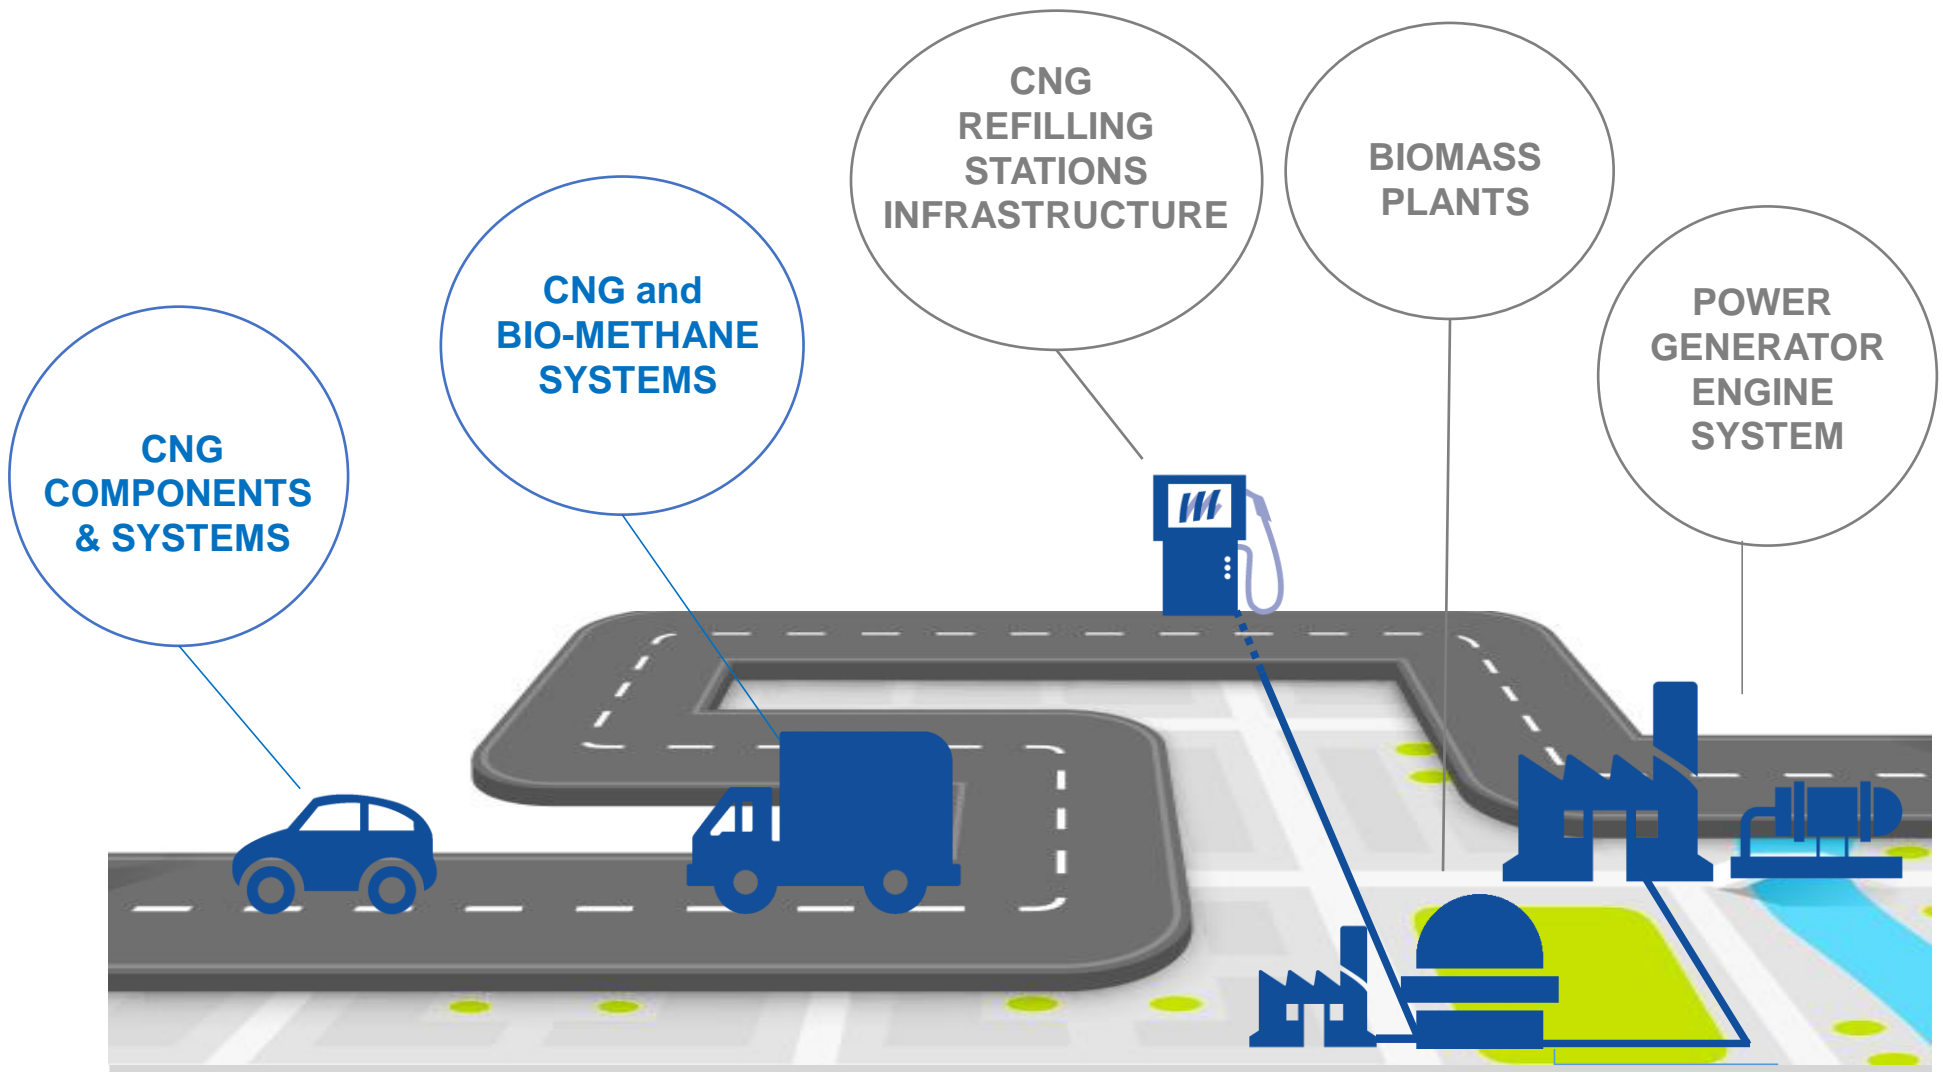 CNG
COMPONENTS
& SYSTEMS
CNG and
BIO-METHANE
SYSTEMS
CNG
REFILLING
STATIONS
INFRASTRUCTURE
BIOMASS
PLANTS
POWER
GENERATOR
ENGINE
SYSTEM